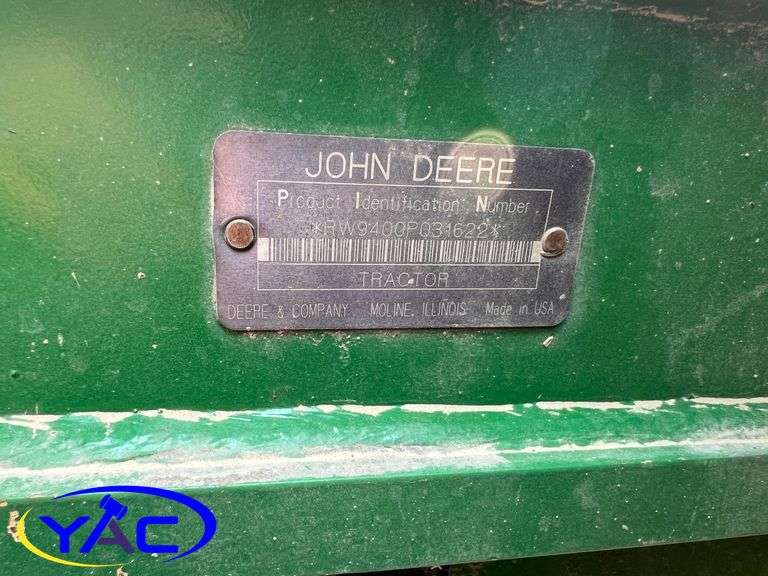 JOHN DEERE
Product Identification Number
*RW9400P031622*
TRACTOR
DEERE & COMPANY MOLINE, ILLINOIS Made in USA
YAC